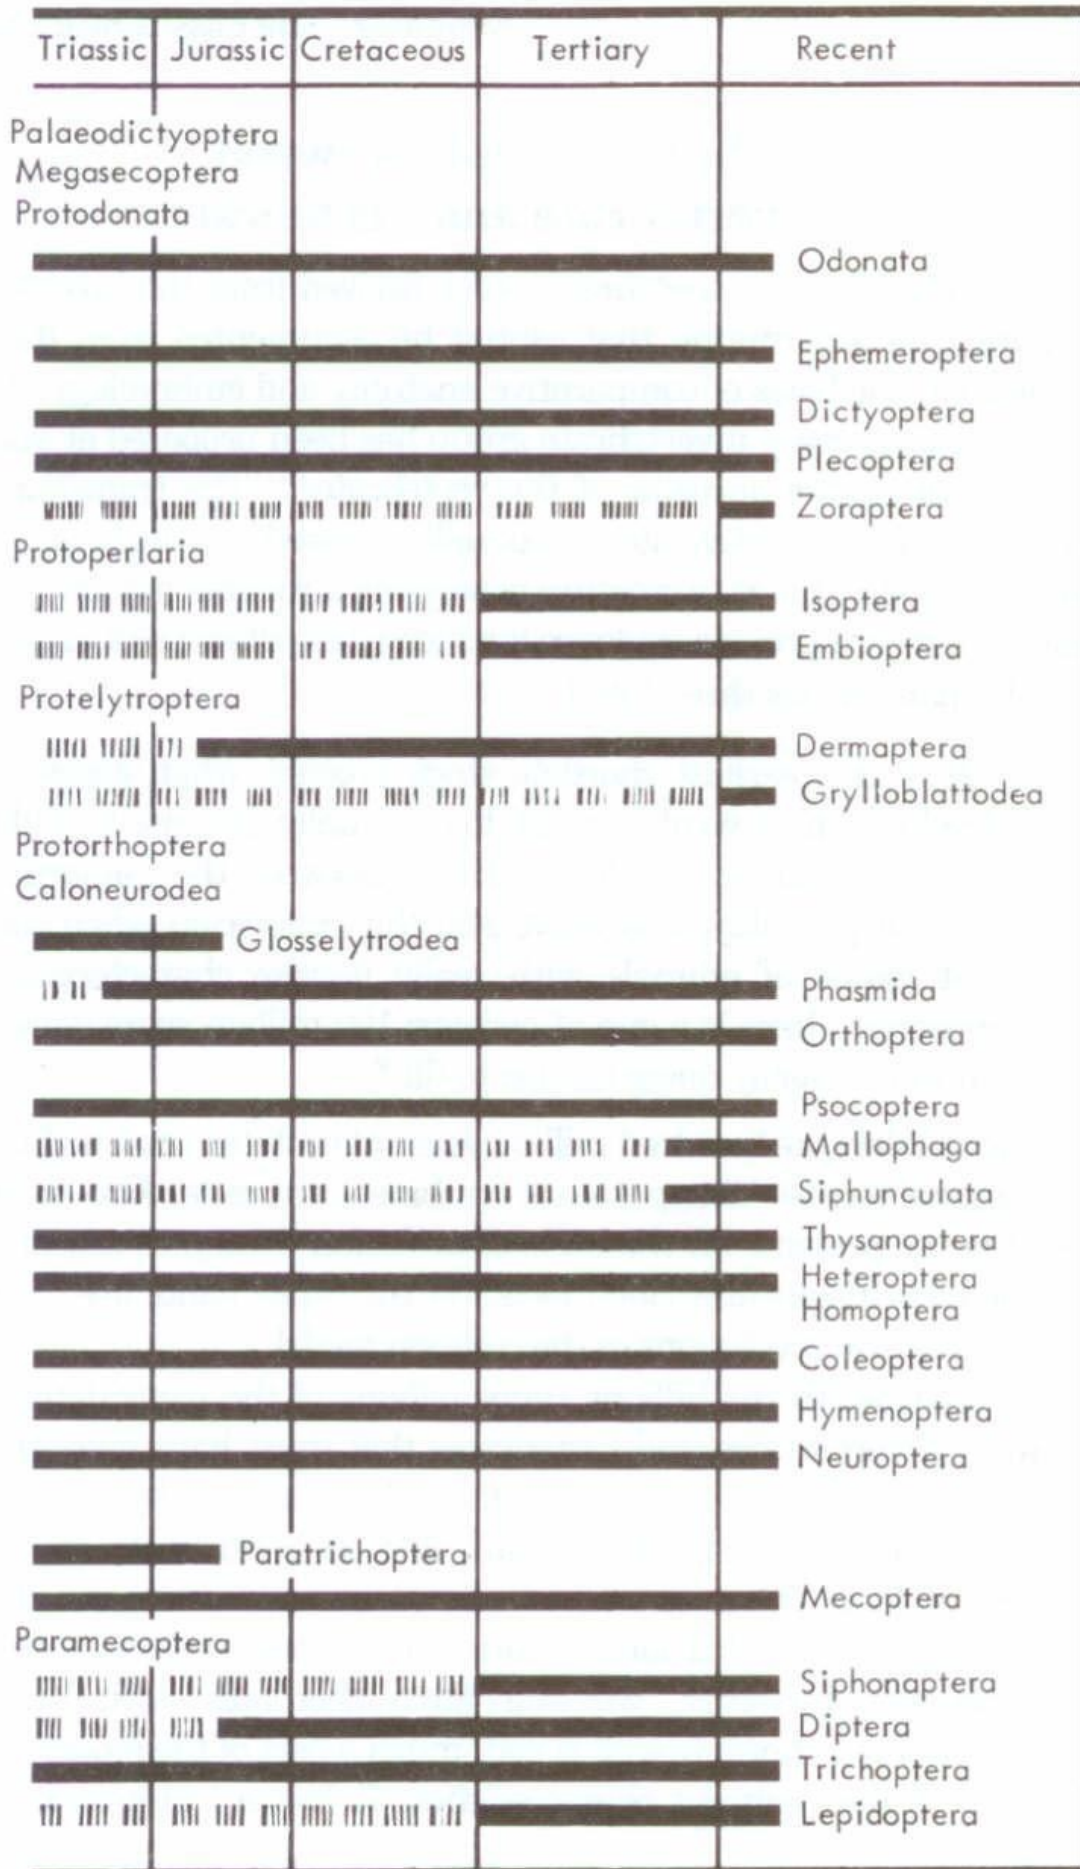 Triassic Jurassic Cretaceous Tertiary Recent
Palaeodictyoptera
Megasecoptera
Protodonata
Odonata
Ephemeroptera
Dictyoptera
Plecoptera
Zoraptera
Protoperlaria
Isoptera
Embioptera
Protelytroptera
Dermaptera
Grylloblattodea
Protorthoptera
Caloneurodea
Glosselytrodea
Phasmida
Orthoptera
Psocoptera
Mallophaga
Siphunculata
Thysanoptera
Heteroptera
Homoptera
Coleoptera
Hymenoptera
Neuroptera
Paratrichoptera
Mecoptera
Paramecoptera
Siphonaptera
Diptera
Trichoptera
Lepidoptera